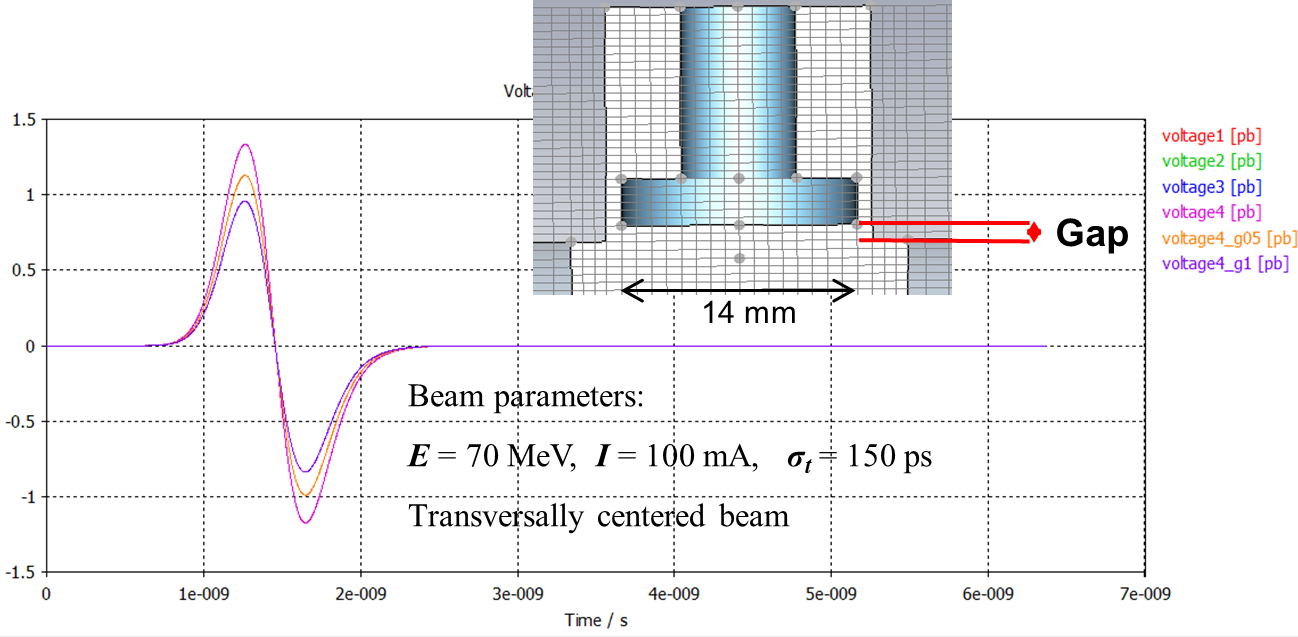 Volta
1.5
1
0.5
0
-0.5
-1
-1.5
0
1e-009
2e-009
3e-009
4e-009
5e-009
6e-009
7e-009
Time / s
voltage1 [pb]
voltage2 [pb]
voltage3 [pb]
voltage4 [pb]
voltage4_g05 [pb]
voltage4_g1 [pb]
Gap
14 mm
Beam parameters:
E = 70 MeV, I = 100 mA, σt = 150 ps
Transversally centered beam